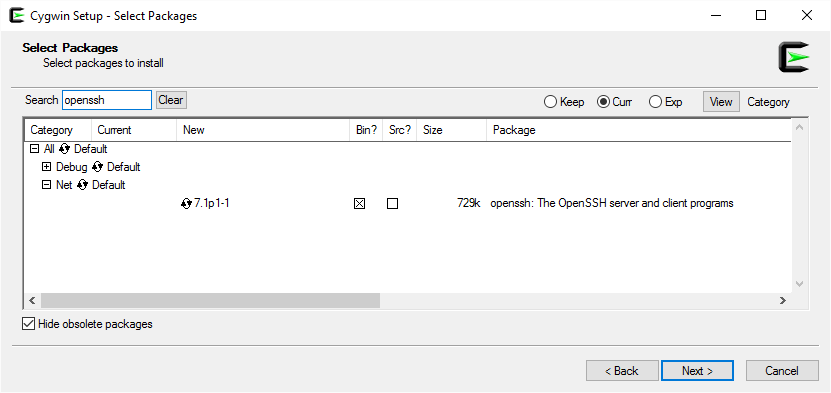 Cygwin Setup - Select Packages
Select Packages
Select packages to install
Search openssh Clear Keep Curr Exp View Category
Category Current New Bin? Src? Size Package
All Default
Debug Default
Net Default
7.1p1-1 729k openssh: The OpenSSH server and client programs
Hide obsolete packages
< Back Next > Cancel